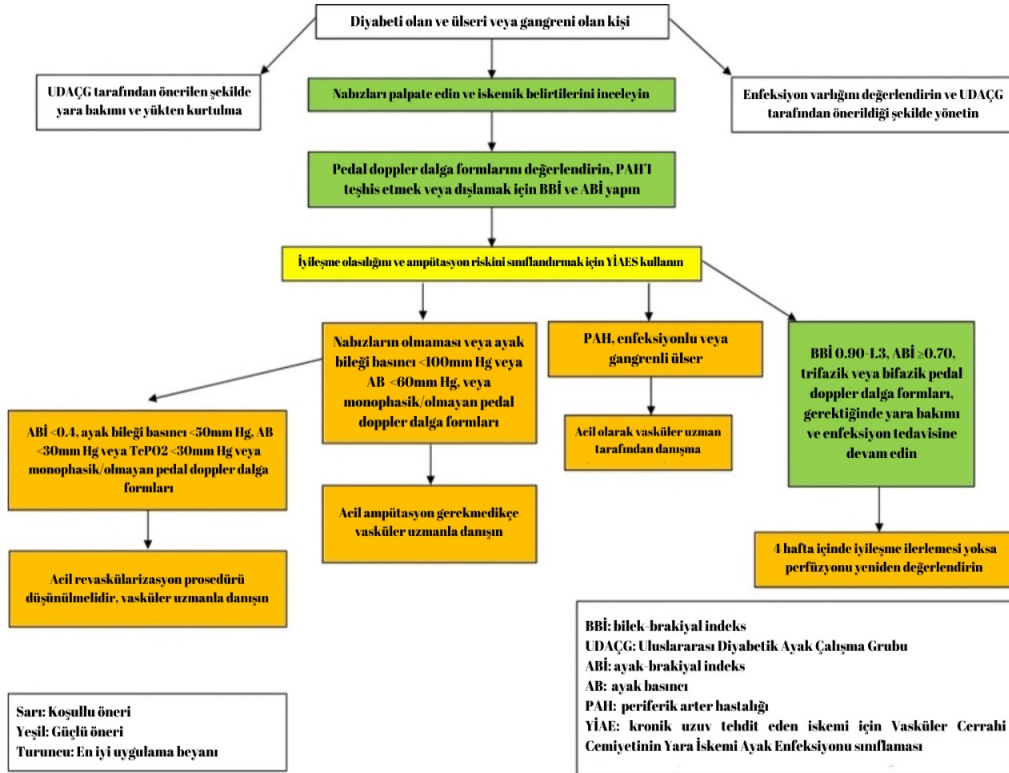 Diyabeti olan ve ülseri veya gangreni olan kişi
UDAÇG tarafından önerilen şekilde
yara bakımı ve yükten kurtulma
Nabızları palpate edin ve iskemik belirtilerini inceleyin
Enfeksiyon varlığını değerlendirin ve UDAÇG
tarafından önerildiği şekilde yönetin
Pedal doppler dalga formlarını değerlendirin, PAH'I
teşhis etmek veya dışlamak için BBİ ve ABİ yapın
İyileşme olasılığını ve ampütasyon riskini sınıflandırmak için YİAES kullanın
Nabızların olmaması veya ayak
bileği basıncı <100mm Hg veya
AB <60mm Hg, veya
monophasik/olmayan pedal
doppler dalga formları
PAH, enfeksiyonlu veya
gangrenli ülser
BBİ 0.90-1.3, ABİ ≥0.70,
trifazik veya bifazik pedal
doppler dalga formları,
gerektiğinde yara bakımı
ve enfeksiyon tedavisine
devam edin
ABİ <0.4, ayak bileği basıncı <50mm Hg, AB
<30mm Hg veya TcPO2 <30mm Hg veya
monophasik/olmayan pedal doppler dalga
formları
Acil olarak vasküler uzman
tarafından danışma
Acil ampütasyon gerekmedikçe
vasküler uzmanla danışın
4 hafta içinde iyileşme ilerlemesi yoksa
perfüzyonu yeniden değerlendirin
Acil revaskülarizasyon prosedürü
düşünülmelidir, vasküler uzmanla danışın
BBİ: bilek-brakiyal indeks
UDAÇG: Uluslararası Diyabetik Ayak Çalışma Grubu
ABİ: ayak-brakiyal indeks
AB: ayak basıncı
PAH: periferik arter hastalığı
YİAE: kronik uzuv tehdit eden iskemi için Vasküler Cerrahi
Cemiyetinin Yara İskemi Ayak Enfeksiyonu sınıflaması
Sarı: Koşullu öneri
Yeşil: Güçlü öneri
Turuncu: En iyi uygulama beyanı